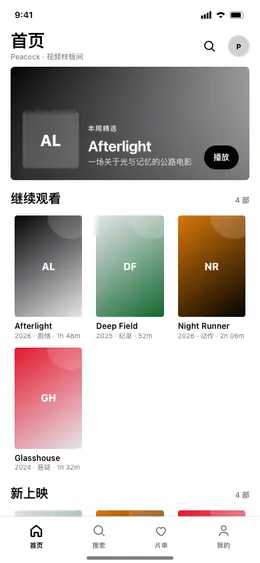 9:41
首页
Peacock · 视频样板间
P
AL
本周精选
Afterlight
一场关于光与记忆的公路电影
播放
继续观看
4 部
AL
DF
NR
Afterlight
Deep Field
Night Runner
2026 · 剧情 · 1h 48m
2025 · 纪录 · 52m
2026 · 动作 · 2h 06m
GH
Glasshouse
2024 · 悬疑 · 1h 32m
新上映
4 部
首页
搜索
片单
我的